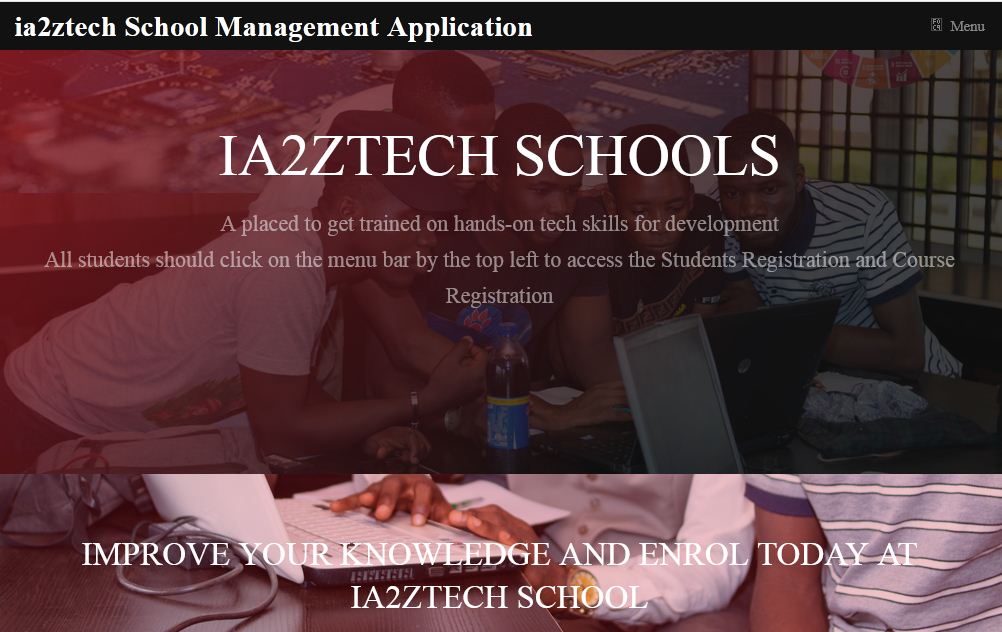 ia2ztech School Management Application
Menu
IA2ZTECH SCHOOLS
A placed to get trained on hands-on tech skills for development
All students should click on the menu bar by the top left to access the Students Registration and Course
Registration
IMPROVE YOUR KNOWLEDGE AND ENROL TODAY AT
IA2ZTECH SCHOOL